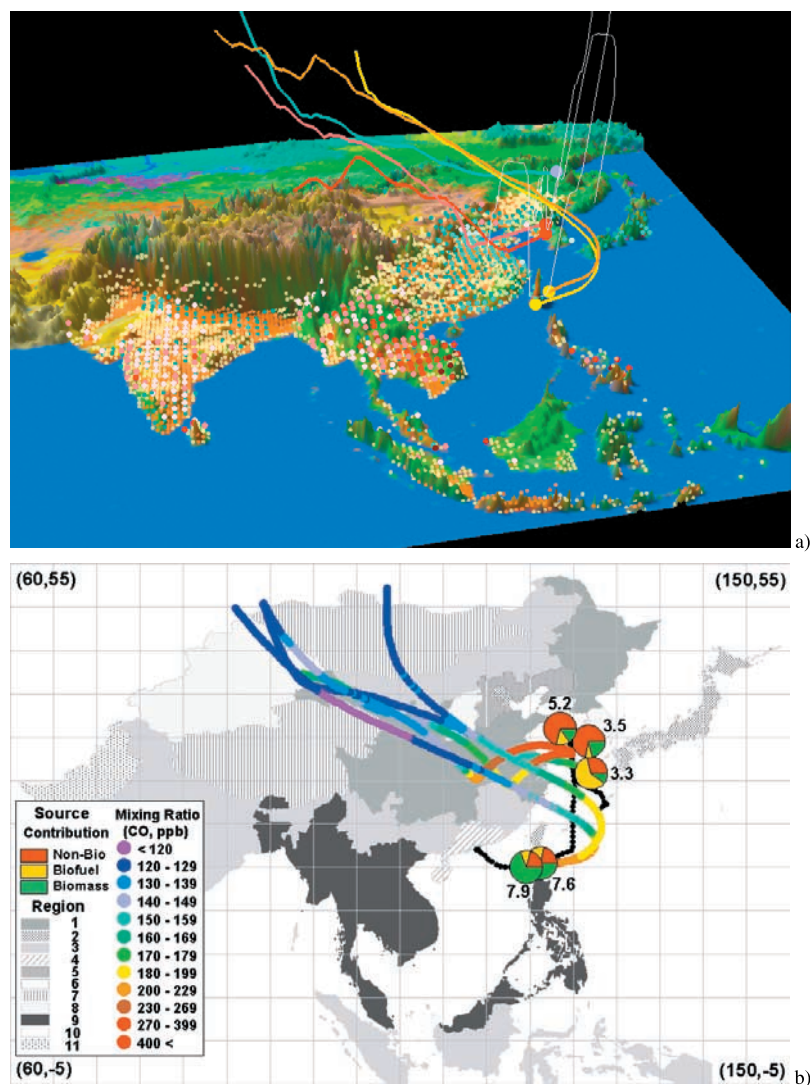 a)
(60,55)
(150,55)
5.2
3.5
3.3
7.9
7.6
Source
Contribution
Non-Bio
Biofuel
Biomass
Region
1
2
3
4
5
6
7
8
9
10
11
Mixing Ratio
(CO, ppb)
< 120
120 - 129
130 - 139
140 - 149
150 - 159
160 - 169
170 - 179
180 - 199
200 - 229
230 - 269
270 - 399
400 <
(60,-5)
(150,-5)
b)